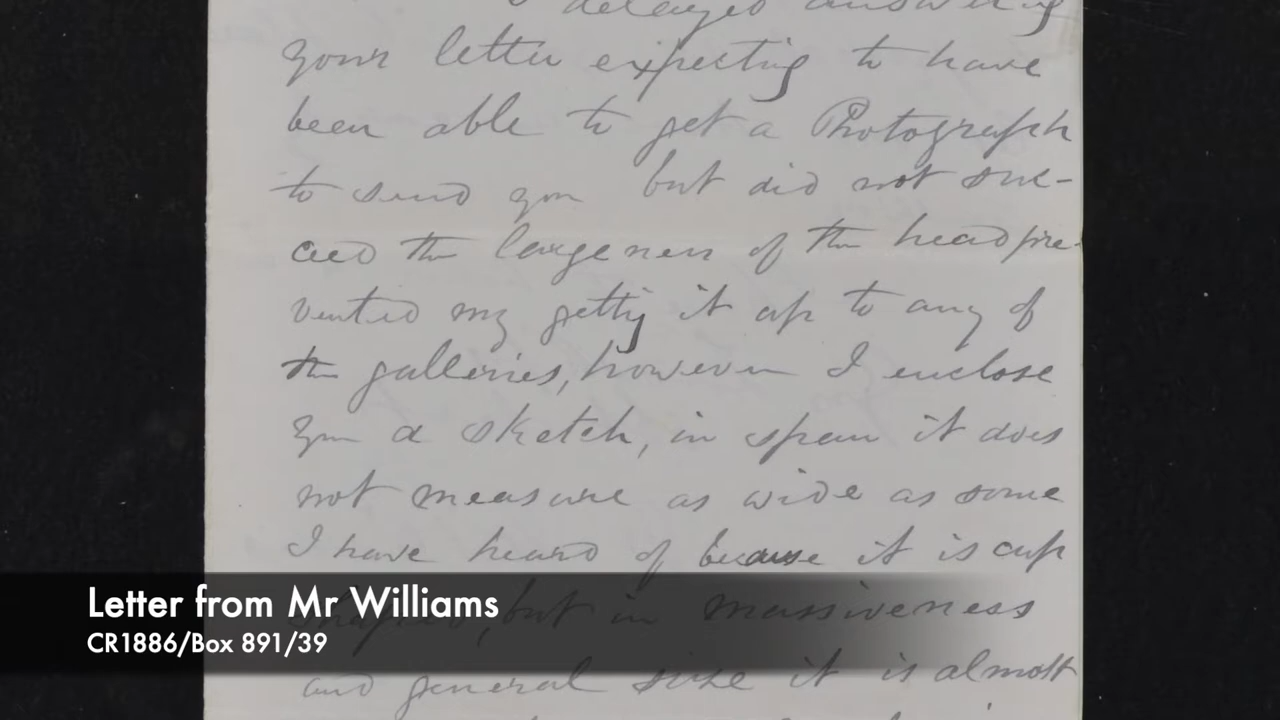 I delayed answering
your letter expecting to have
been able to get a Photograph
to send you but did not suc-
ceed the largeness of the head pre-
vented my getting it up to any of
the galleries, however I enclose
you a sketch, in span it does
not measure as wide as some
I have heard of because it is cup
shaped, but in massiveness
and general size it is almost
Letter from Mr Williams
CR1886/Box 891/39